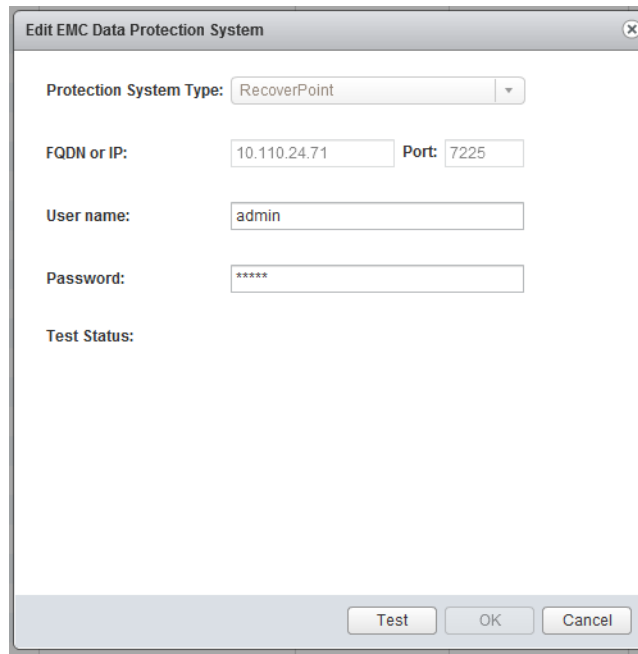 Edit EMC Data Protection System
Protection System Type: RecoverPoint
FQDN or IP: 10.110.24.71 Port: 7225
User name: admin
Password: *****
Test Status:
Test OK Cancel